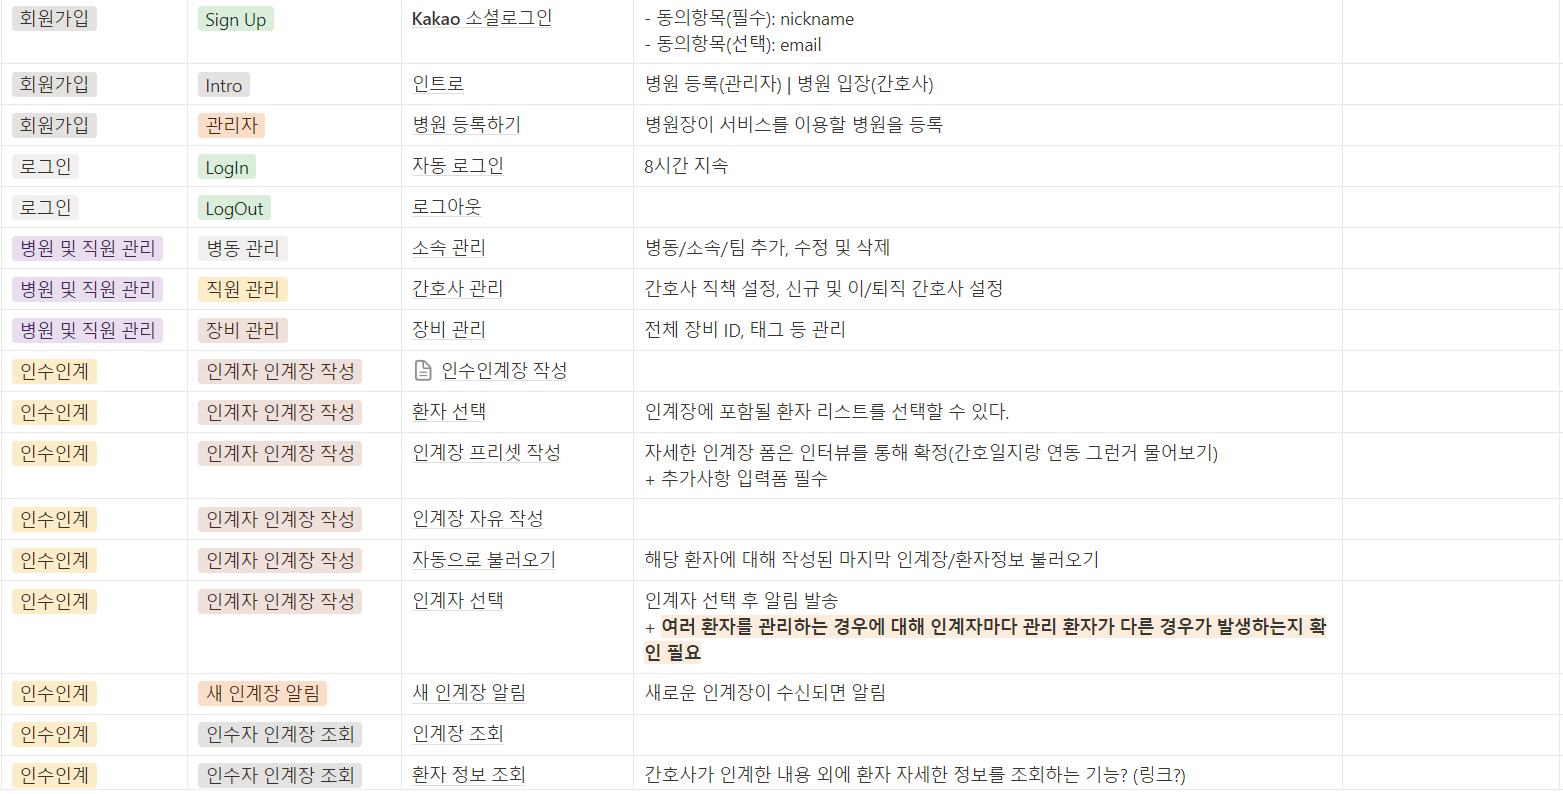 회원가입 Sign Up Kakao 소셜로그인 - 동의항목(필수): nickname
- 동의항목(선택): email
회원가입 Intro 인트로 병원 등록(관리자) | 병원 입장(간호사)
회원가입 관리자 병원 등록하기 병원장이 서비스를 이용할 병원을 등록
로그인 LogIn 자동 로그인 8시간 지속
로그인 LogOut 로그아웃
병원 및 직원 관리 병동 관리 소속 관리 병동/소속/팀 추가, 수정 및 삭제
병원 및 직원 관리 직원 관리 간호사 관리 간호사 직책 설정, 신규 및 이/퇴직 간호사 설정
병원 및 직원 관리 장비 관리 장비 관리 전체 장비 ID, 태그 등 관리
인수인계 인계자 인계장 작성 인수인계장 작성
인수인계 인계자 인계장 작성 환자 선택 인계장에 포함될 환자 리스트를 선택할 수 있다.
인수인계 인계자 인계장 작성 인계장 프리셋 작성 자세한 인계장 폼은 인터뷰를 통해 확정(간호일지랑 연동 그런거 물어보기)
+ 추가사항 입력폼 필수
인수인계 인계자 인계장 작성 인계장 자유 작성
인수인계 인계자 인계장 작성 자동으로 불러오기 해당 환자에 대해 작성된 마지막 인계장/환자정보 불러오기
인수인계 인계자 인계장 작성 인계자 선택 인계자 선택 후 알림 발송
+ 여러 환자를 관리하는 경우에 대해 인계자마다 관리 환자가 다른 경우가 발생하는지 확
인 필요
인수인계 새 인계장 알림 새 인계장 알림 새로운 인계장이 수신되면 알림
인수인계 인수자 인계장 조회 인계장 조회
인수인계 인수자 인계장 조회 환자 정보 조회 간호사가 인계한 내용 외에 환자 자세한 정보를 조회하는 기능? (링크?)